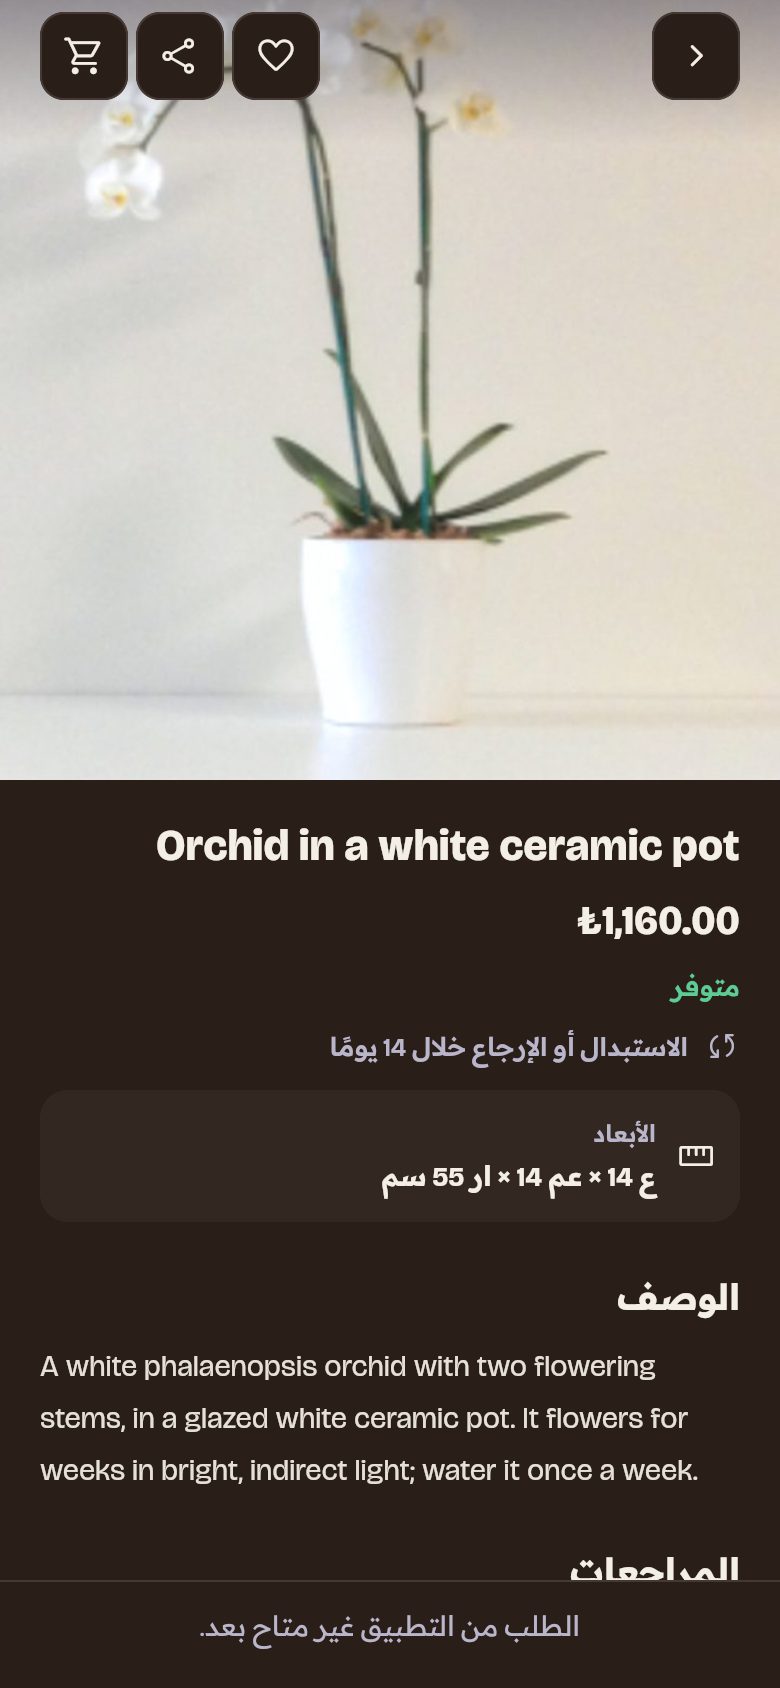 Orchid in a white ceramic pot
₺1,160.00
متوفر
الاستبدال أو الإرجاع خلال 14 يومًا
الأبعاد
ع 14 × عم 14 × ار 55 سم
الوصف
A white phalaenopsis orchid with two flowering
stems, in a glazed white ceramic pot. It flowers for
weeks in bright, indirect light; water it once a week.
المراجعات
الطلب من التطبيق غير متاح بعد.